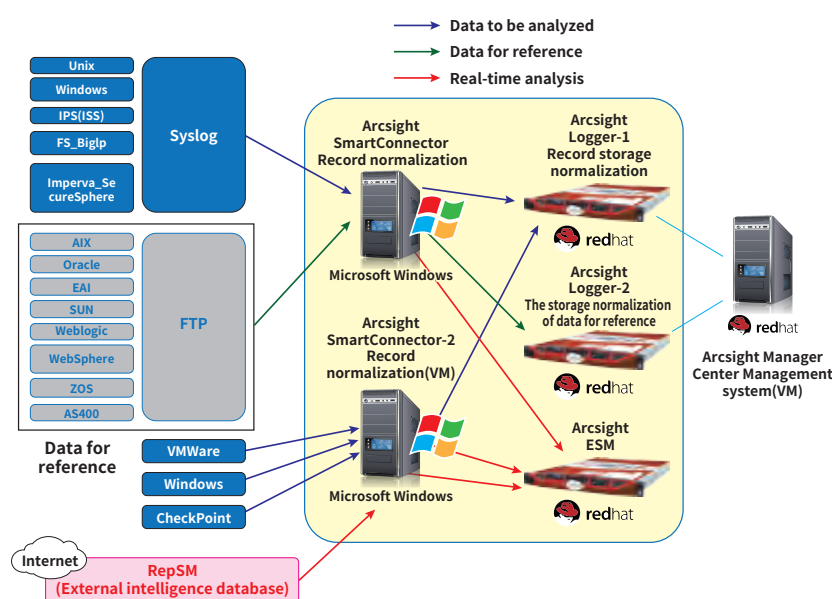 Data to be analyzed
Data for reference
Real-time analysis
Unix
Windows
IPS(ISS)
FS_BigIp
Imperva_Se
cureSphere
Syslog
AIX
Oracle
EAI
SUN
Weblogic
WebSphere
ZOS
AS400
FTP
Data for
reference
VMWare
Windows
CheckPoint
Internet
RepSM
(External intelligence database)
Arcsight
SmartConnector
Record normalization
Microsoft Windows
Arcsight
SmartConnector-2
Record
normalization(VM)
Microsoft Windows
Arcsight
Logger-1
Record storage
normalization
redhat
Arcsight
Logger-2
The storage normalization
of data for reference
redhat
Arcsight
ESM
redhat
redhat
Arcsight Manager
Center Management
system(VM)